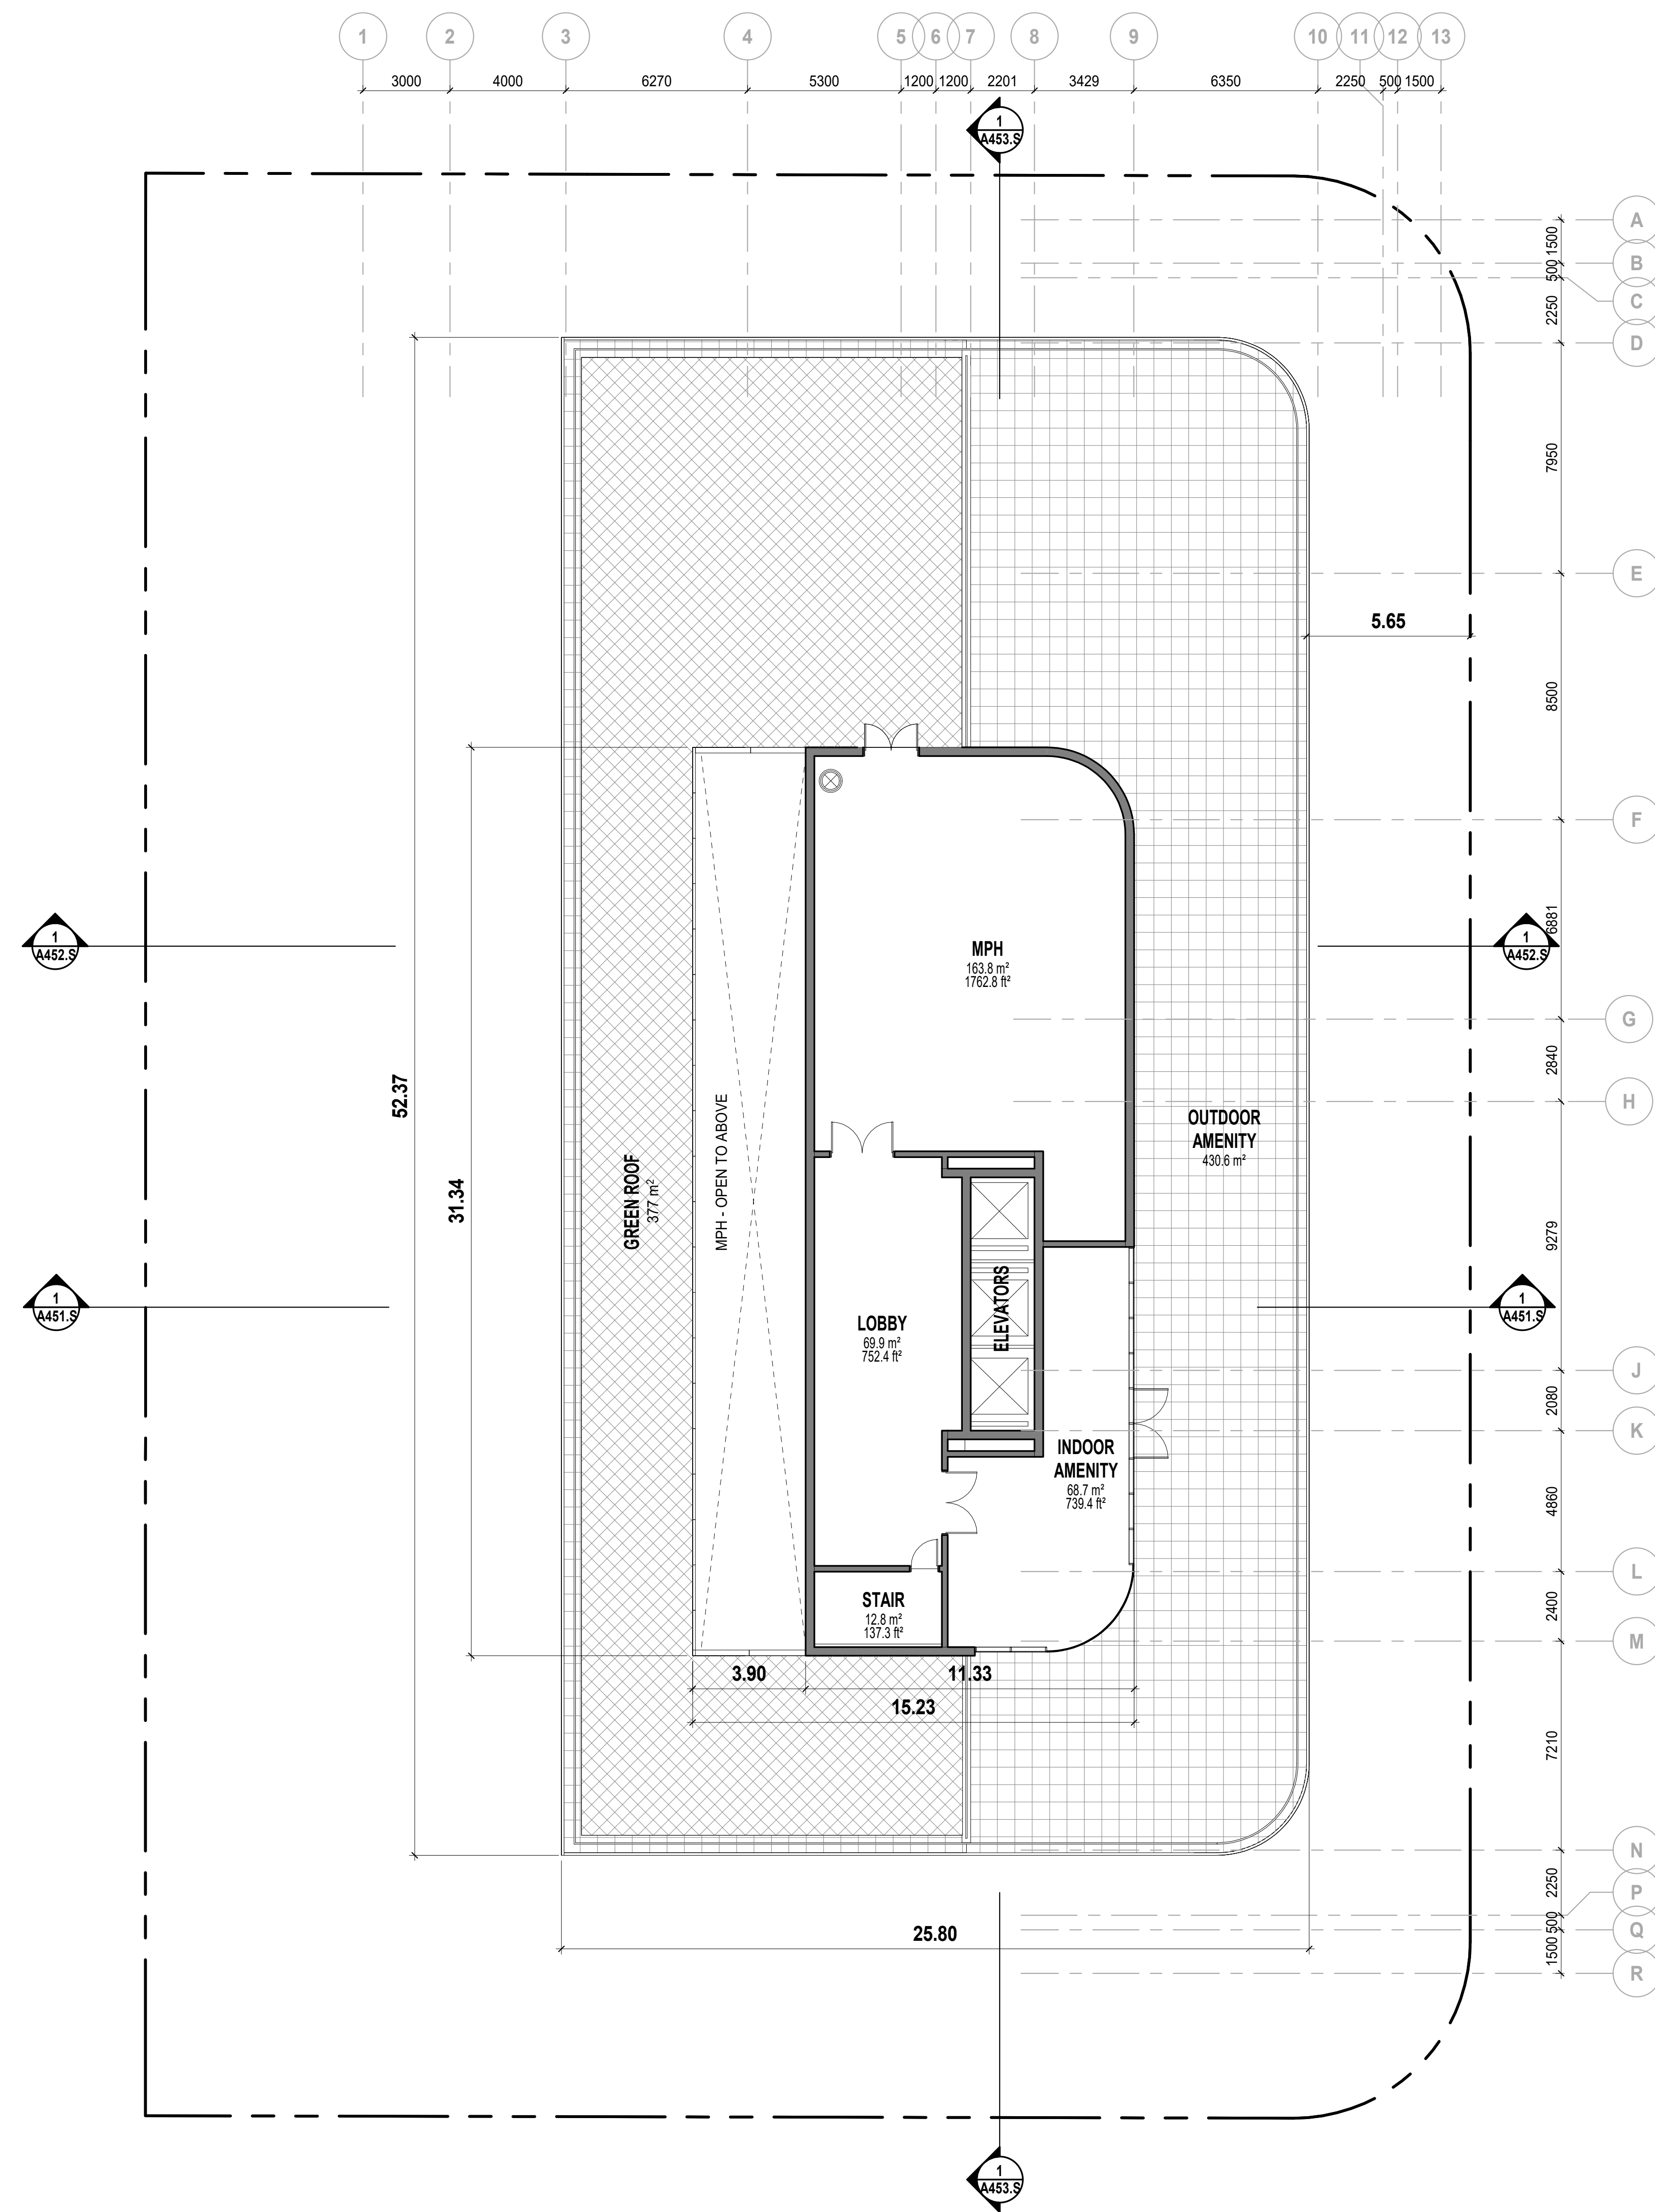 1 2 3 4 5 6 7 8 9 10 11 12 13
3000 4000 6270 5300 1200 1200 2201 3429 6350 2250 500 1500
1
A453.S
A
1500
B
500
C
2250
D
7950
E
5.65
8500
F
6881
1
A452.S
MPH
163.8 m²
1762.8 ft²
1
A452.S
G
2840
H
52.37
31.34
GREEN ROOF
377 m²
MPH - OPEN TO ABOVE
OUTDOOR
AMENITY
430.6 m²
9279
ELEVATORS
1
A451.S
LOBBY
69.9 m²
752.4 ft²
1
A451.S
J
2080
K
INDOOR
AMENITY
68.7 m²
739.4 ft²
4860
L
STAIR
12.8 m²
137.3 ft²
2400
M
3.90 11.33
15.23
7210
N
2250
P
500
25.80
Q
1500
R
1
A453.S